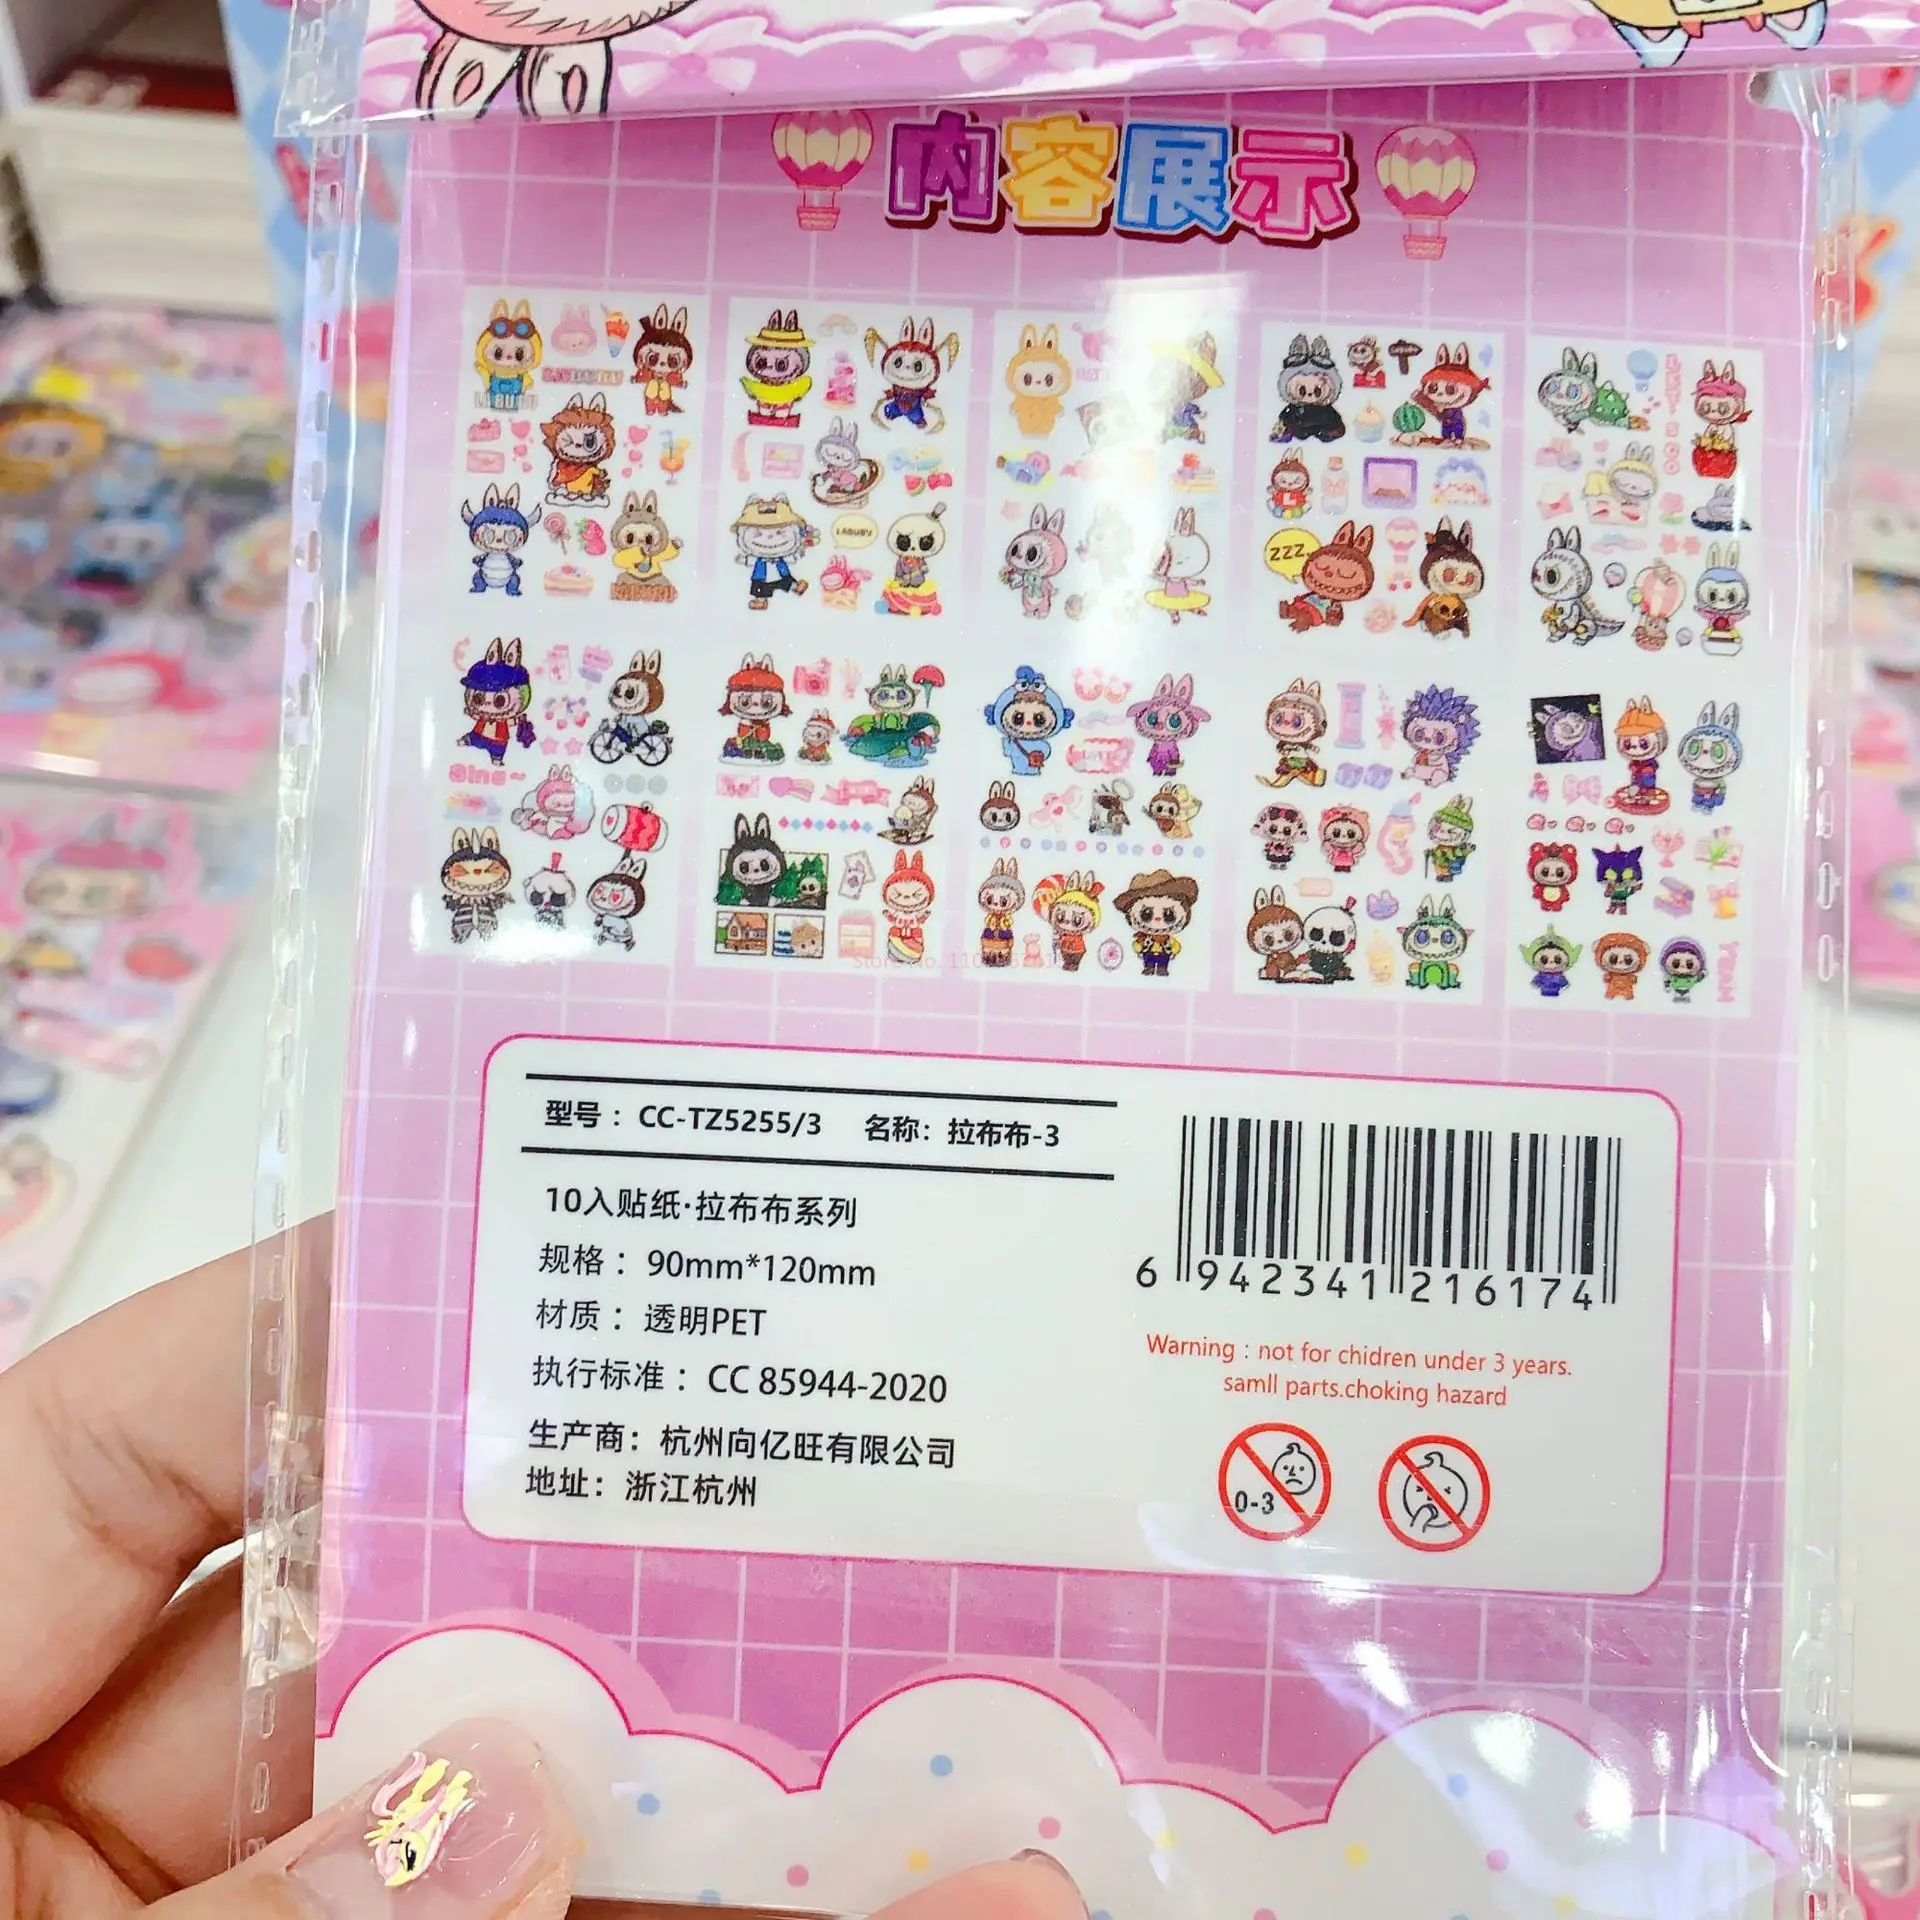 内容展示
LABUBU
ZZZ
Sing~
YEAH
型号：CC-TZ5255/3 名称：拉布布-3
10入贴纸·拉布布系列
规格：90mm*120mm
材质：透明PET
执行标准：CC 85944-2020
生产商：杭州向亿旺有限公司
地址：浙江杭州
6 942341 216174
Warning : not for chidren under 3 years.
samll parts.choking hazard
0-3